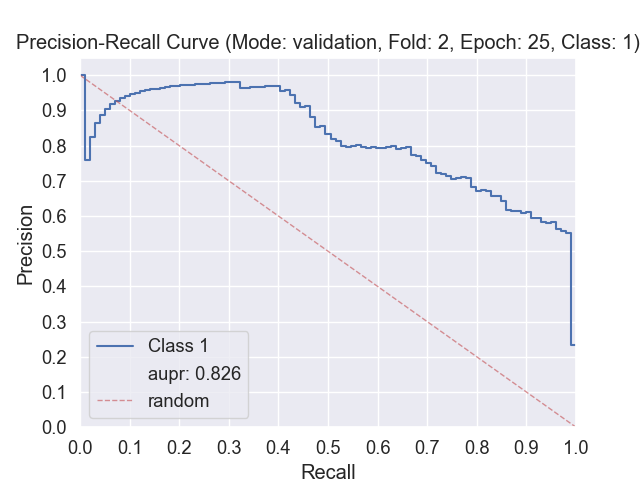 Precision-Recall Curve (Mode: validation, Fold: 2, Epoch: 25, Class: 1)
1.0
0.9
0.8
0.7
0.6
0.5
0.4
0.3
0.2
0.1
0.0
Precision
Class 1
aupr: 0.826
random
0.0 0.1 0.2 0.3 0.4 0.5 0.6 0.7 0.8 0.9 1.0
Recall